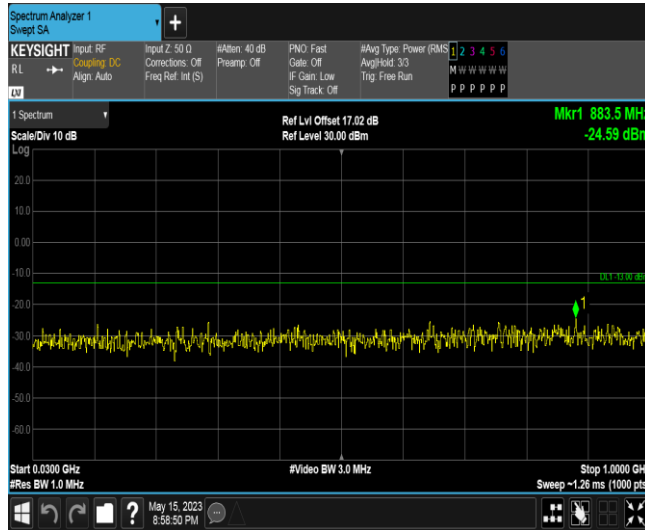 Spectrum Analyzer 1
Swept SA
+
KEYSIGHT
RL
LXI
Input: RF
Coupling: DC
Align: Auto
Input Z: 50 Ω
Corrections: Off
Freq Ref: Int (S)
#Atten: 40 dB
Preamp: Off
PNO: Fast
Gate: Off
IF Gain: Low
Sig Track: Off
#Avg Type: Power (RMS
Avg|Hold: 3/3
Trig: Free Run
1 2 3 4 5 6
M W W W W W
P P P P P P
1 Spectrum
Scale/Div 10 dB
Log
Ref Lvl Offset 17.02 dB
Ref Level 30.00 dBm
Mkr1 883.5 MHz
-24.59 dBm
20.0
10.0
0.00
-10.0
DL1 -13.00 dBm
-20.0
1
-30.0
-40.0
-50.0
-60.0
Start 0.0300 GHz
#Res BW 1.0 MHz
#Video BW 3.0 MHz
Stop 1.0000 GH
Sweep ~1.26 ms (1000 pts
?
May 15, 2023
8:58:50 PM